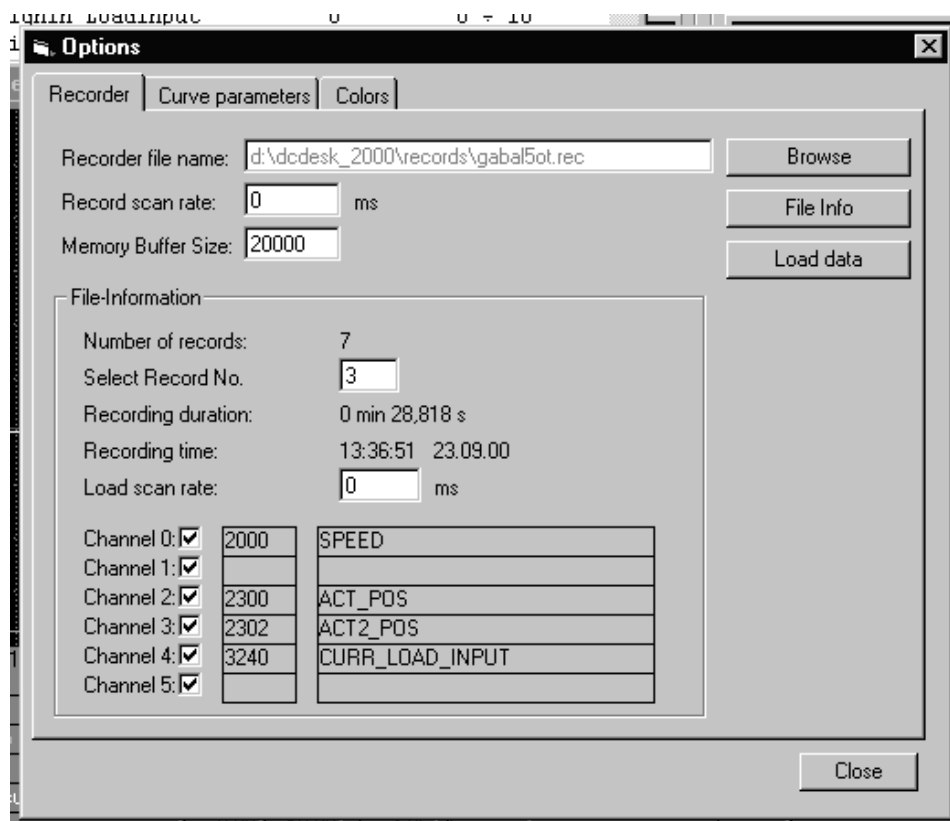 LoadInput 0 0 ÷ 10
Options
Recorder Curve parameters Colors
Recorder file name: d:\dcdesk_2000\records\gabal5ot.rec Browse
Record scan rate: 0 ms File Info
Memory Buffer Size: 20000 Load data
File-Information
Number of records: 7
Select Record No. 3
Recording duration: 0 min 28,818 s
Recording time: 13:36:51 23.09.00
Load scan rate: 0 ms
Channel 0: 2000 SPEED
Channel 1:
Channel 2: 2300 ACT_POS
Channel 3: 2302 ACT2_POS
Channel 4: 3240 CURR_LOAD_INPUT
Channel 5:
Close